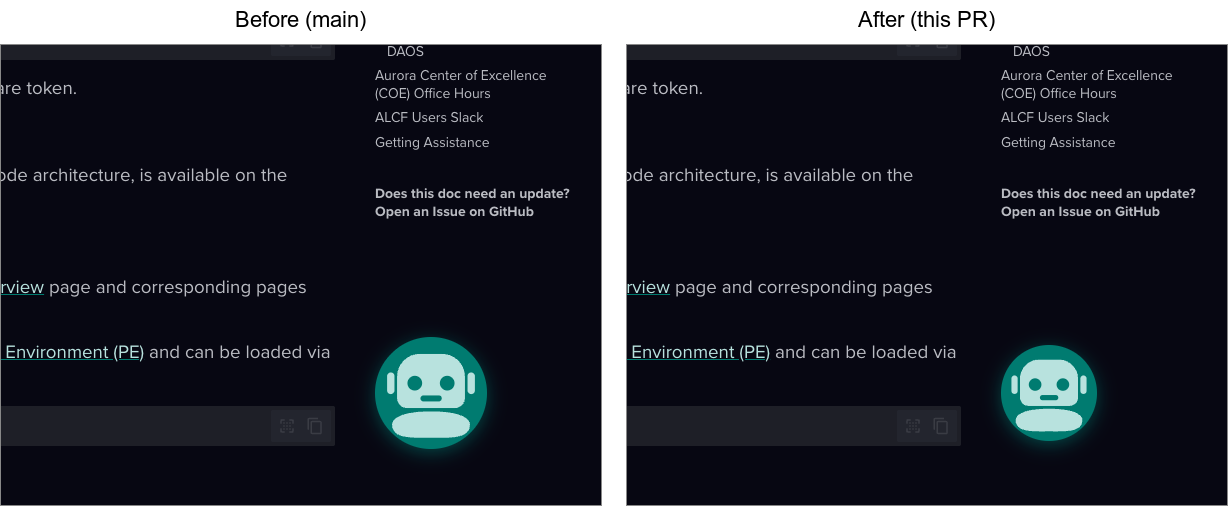 Before (main)
DAOS
are token.
Aurora Center of Excellence
(COE) Office Hours
ALCF Users Slack
Getting Assistance
ode architecture, is available on the
Does this doc need an update?
Open an Issue on GitHub
rview page and corresponding pages
Environment (PE) and can be loaded via
After (this PR)
DAOS
are token.
Aurora Center of Excellence
(COE) Office Hours
ALCF Users Slack
Getting Assistance
ode architecture, is available on the
Does this doc need an update?
Open an Issue on GitHub
rview page and corresponding pages
Environment (PE) and can be loaded via